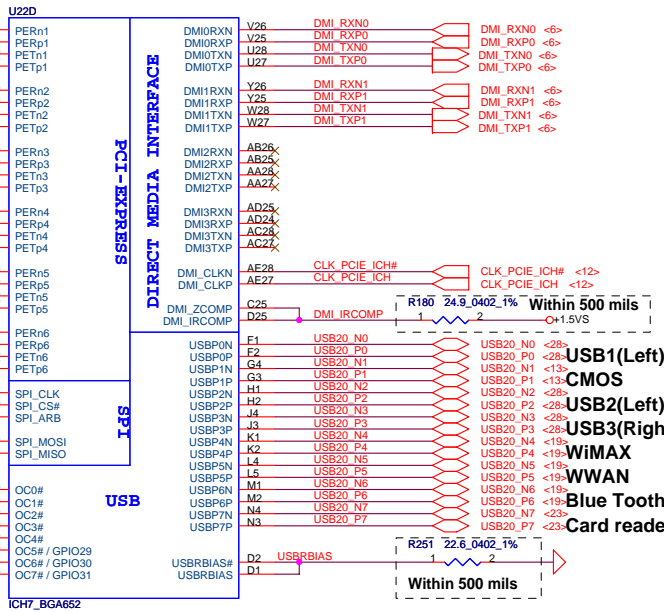 U22D
PERn1 DMI0RXN V26 DMI_RXN0 DMI_RXN0 <6>
PERp1 DMI0RXP V25 DMI_RXP0 DMI_RXP0 <6>
PETn1 DMI0TXN U28 DMI_TXN0 DMI_TXN0 <6>
PETp1 DMI0TXP U27 DMI_TXP0 DMI_TXP0 <6>
PERn2 DMI1RXN Y26 DMI_RXN1 DMI_RXN1 <6>
PERp2 DMI1RXP Y25 DMI_RXP1 DMI_RXP1 <6>
PETn2 DMI1TXN W28 DMI_TXN1 DMI_TXN1 <6>
PETp2 DMI1TXP W27 DMI_TXP1 DMI_TXP1 <6>
PERn3 DMI2RXN AB26
PERp3 DMI2RXP AB25
PETn3 DMI2TXN AA28
PETp3 DMI2TXP AA27
PERn4 DMI3RXN AD25
PERp4 DMI3RXP AD24
PETn4 DMI3TXN AC28
PETp4 DMI3TXP AC27
PCI-EXPRESS
DIRECT MEDIA INTERFACE
PERn5 DMI_CLKN AE28 CLK_PCIE_ICH# CLK_PCIE_ICH# <12>
PERp5 DMI_CLKP AE27 CLK_PCIE_ICH CLK_PCIE_ICH <12>
PETn5
PETp5 DMI_ZCOMP C25
DMI_IRCOMP D25 DMI_IRCOMP
R180 24.9_0402_1% Within 500 mils
1 2 +1.5VS
PERn6
PERp6 USBP0N F1 USB20_N0 USB20_N0 <28>
PETn6 USBP0P F2 USB20_P0 USB20_P0 <28> USB1(Left)
PETp6 USBP1N G4 USB20_N1 USB20_N1 <13>
USBP1P G3 USB20_P1 USB20_P1 <13> CMOS
SPI_CLK USBP2N H1 USB20_N2 USB20_N2 <28>
SPI_CS# USBP2P H2 USB20_P2 USB20_P2 <28> USB2(Left)
SPI_ARB USBP3N J4 USB20_N3 USB20_N3 <28>
USBP3P J3 USB20_P3 USB20_P3 <28> USB3(Righ
SPI_MOSI USBP4N K1 USB20_N4 USB20_N4 <19>
SPI_MISO USBP4P K2 USB20_P4 USB20_P4 <19> WiMAX
SPI
USBP5N L4 USB20_N5 USB20_N5 <19>
USBP5P L5 USB20_P5 USB20_P5 <19> WWAN
OC0# USBP6N M1 USB20_N6 USB20_N6 <19>
OC1# USBP6P M2 USB20_P6 USB20_P6 <19> Blue Tooth
OC2# USBP7N N4 USB20_N7 USB20_N7 <23>
OC3# USBP7P N3 USB20_P7 USB20_P7 <23> Card reade
USB
OC4#
OC5# / GPIO29
OC6# / GPIO30 USBRBIAS# D2 USBRBIAS
OC7# / GPIO31 USBRBIAS D1
R251 22.6_0402_1%
1 2
Within 500 mils
ICH7_BGA652